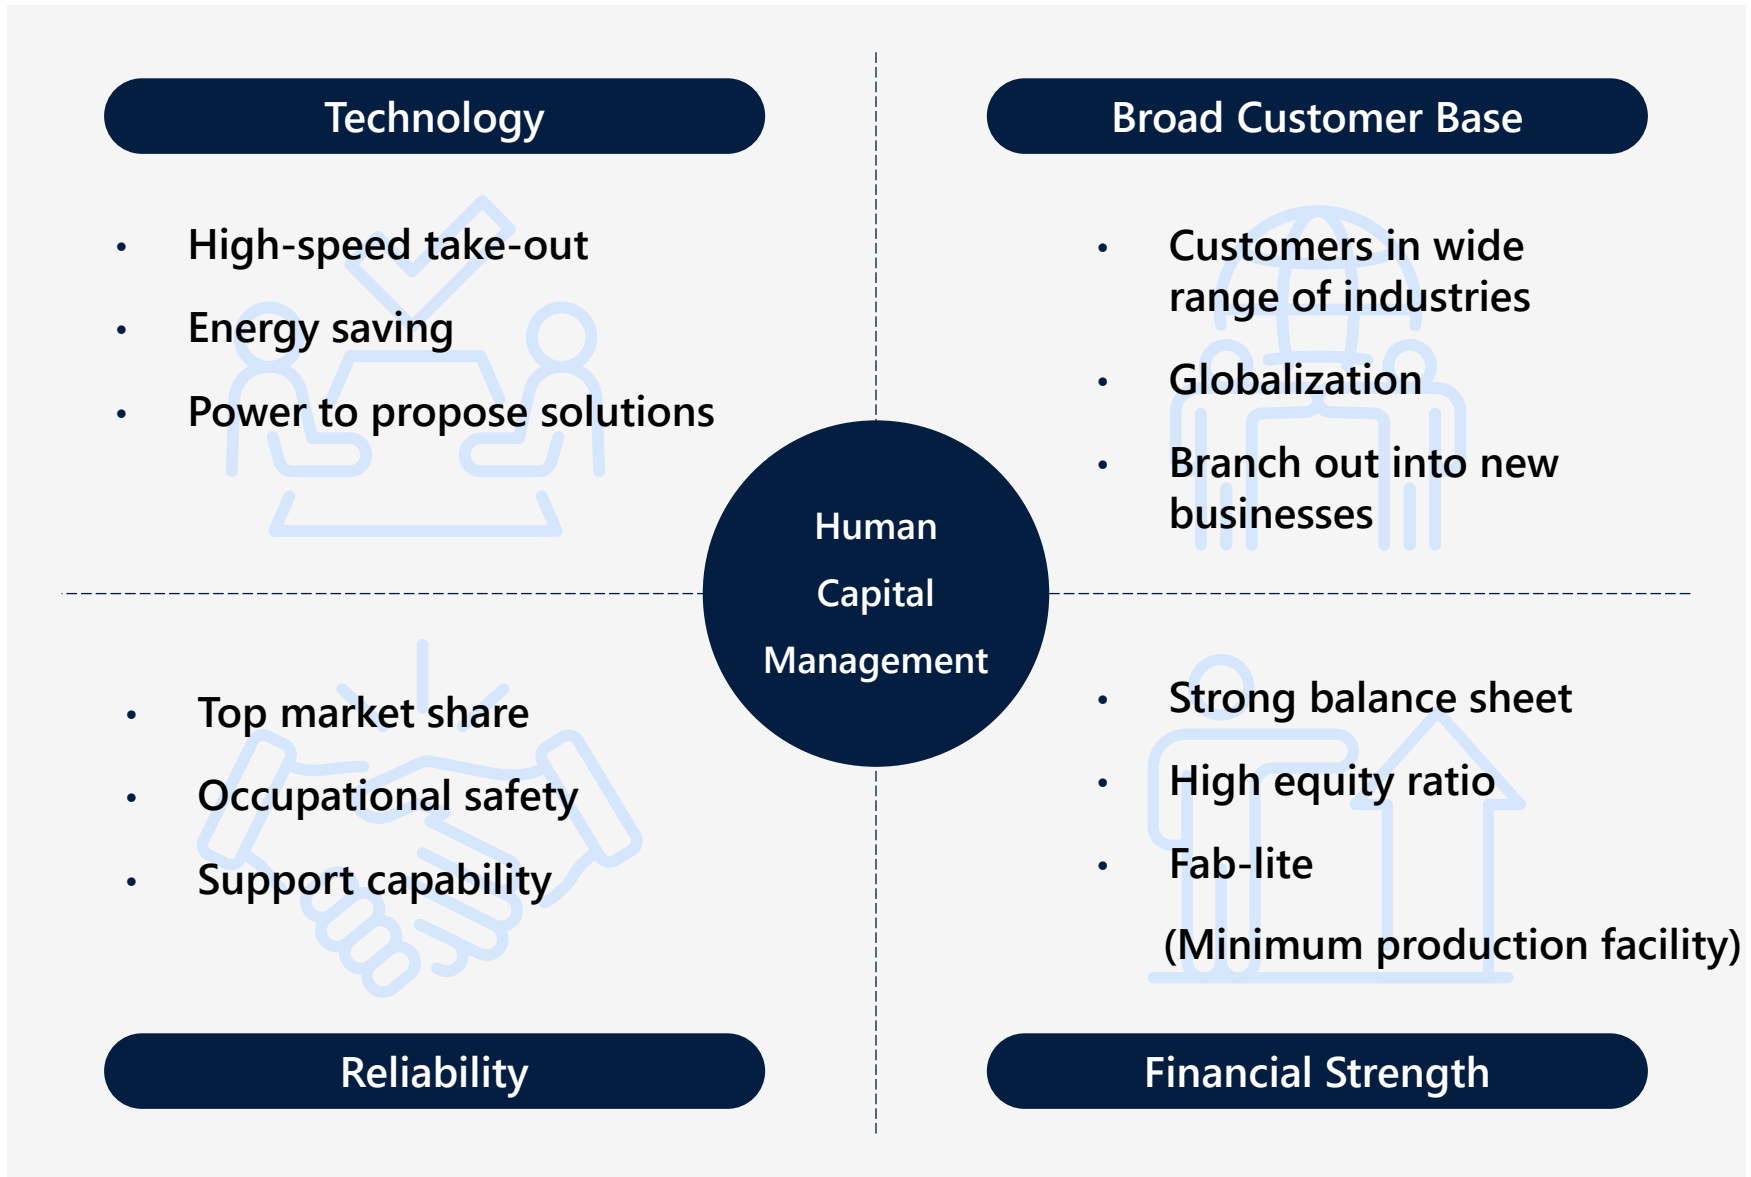 Technology
• High-speed take-out
• Energy saving
• Power to propose solutions
Broad Customer Base
• Customers in wide
range of industries
• Globalization
• Branch out into new
businesses
Human
Capital
Management
• Top market share
• Occupational safety
• Support capability
Reliability
• Strong balance sheet
• High equity ratio
• Fab-lite
(Minimum production facility)
Financial Strength